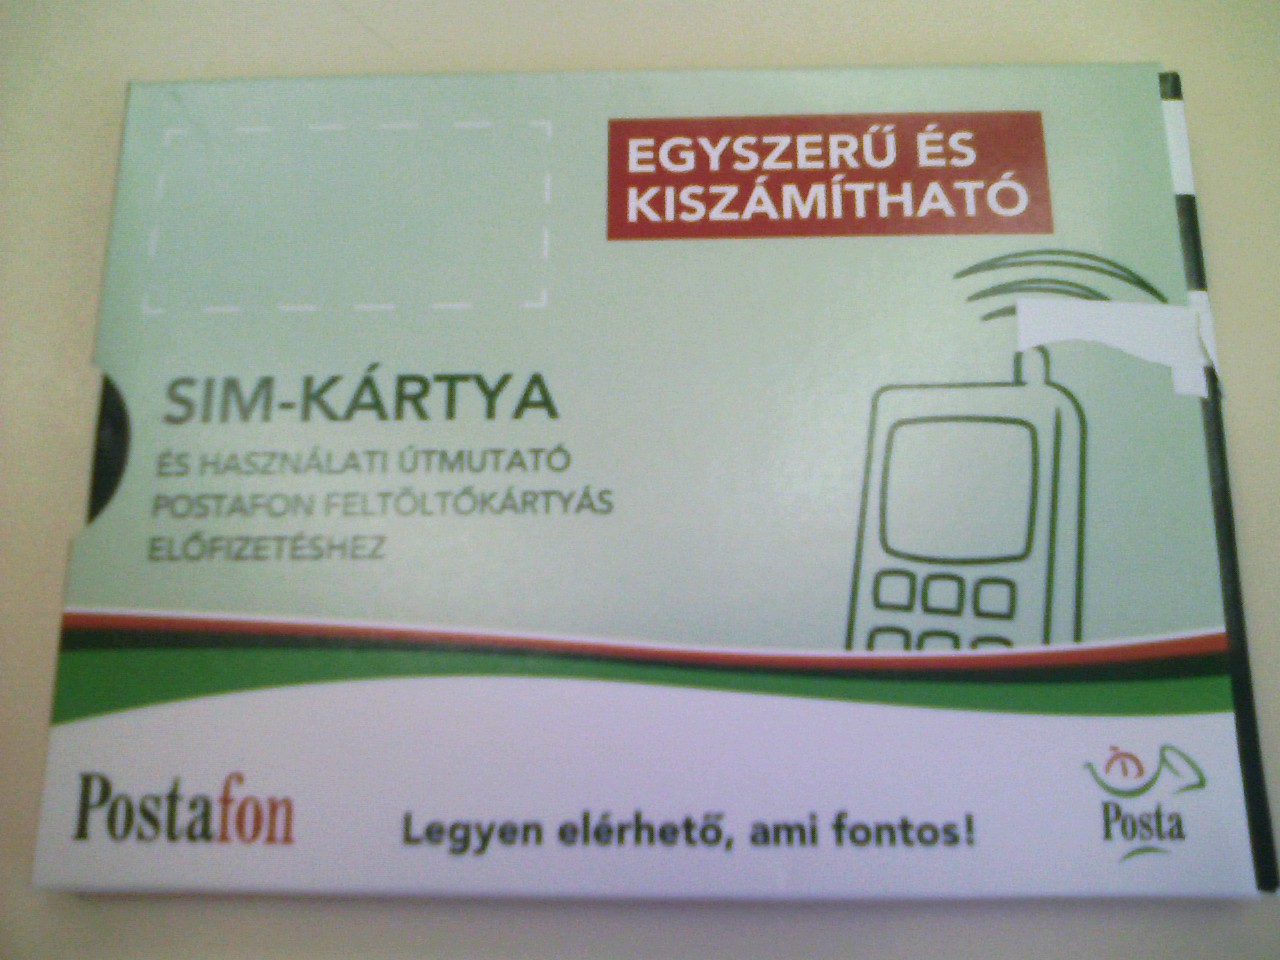 EGYSZERŰ ÉS
KISZÁMÍTHATÓ
SIM-KÁRTYA
ÉS HASZNÁLATI ÚTMUTATÓ
POSTAFON FELTÖLTŐKÁRTYÁS
ELŐFIZETÉSHEZ
Postafon
Legyen elérhető, ami fontos!
Posta